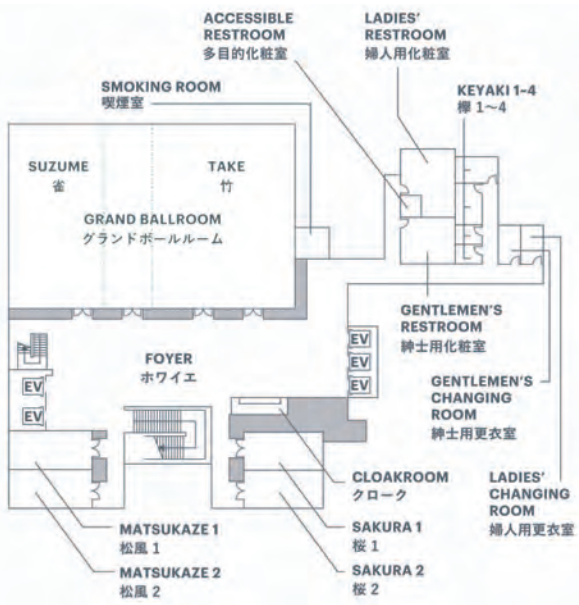 ACCESSIBLE
RESTROOM
多目的化粧室
LADIES'
RESTROOM
婦人用化粧室
SMOKING ROOM
喫煙室
KEYAKI 1-4
欅 1〜4
SUZUME
雀
TAKE
竹
GRAND BALLROOM
グランドボールルーム
GENTLEMEN'S
RESTROOM
紳士用化粧室
EV
EV
EV
FOYER
ホワイエ
EV
EV
GENTLEMEN'S
CHANGING
ROOM
紳士用更衣室
CLOAKROOM
クローク
LADIES'
CHANGING
ROOM
婦人用更衣室
MATSUKAZE 1
松風 1
SAKURA 1
桜 1
MATSUKAZE 2
松風 2
SAKURA 2
桜 2